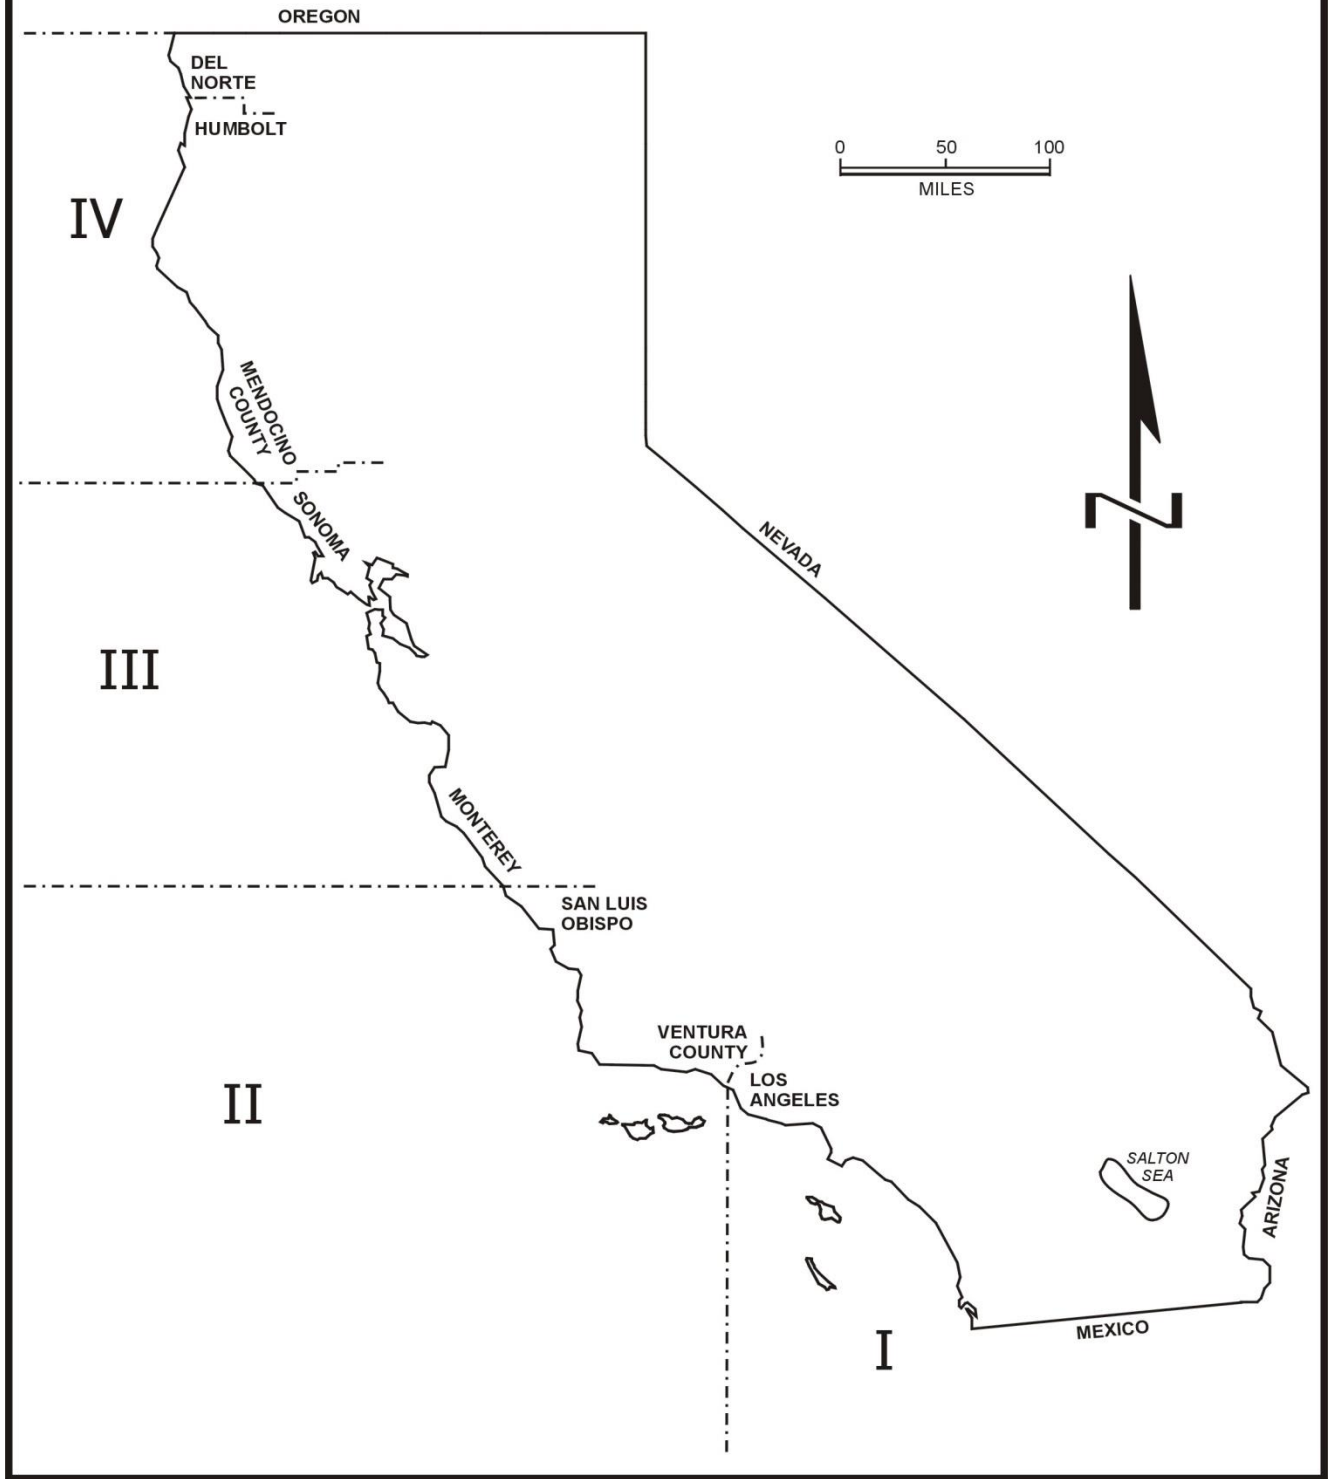 OREGON
DEL
NORTE
HUMBOLT
0 50 100
MILES
IV
MENDOCINO
COUNTY
SONOMA
NEVADA
III
MONTEREY
SAN LUIS
OBISPO
VENTURA
COUNTY
LOS
ANGELES
II
SALTON
SEA
ARIZONA
I
MEXICO
N